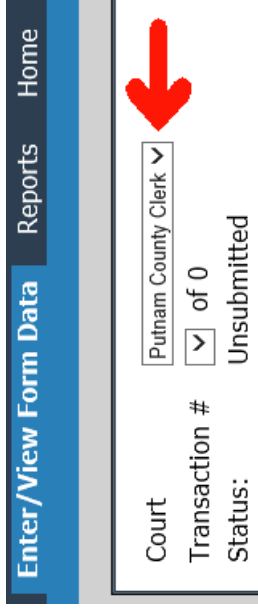 Enter/View Form Data Reports Home
Court Putnam County Clerk
Transaction # of 0
Status: Unsubmitted